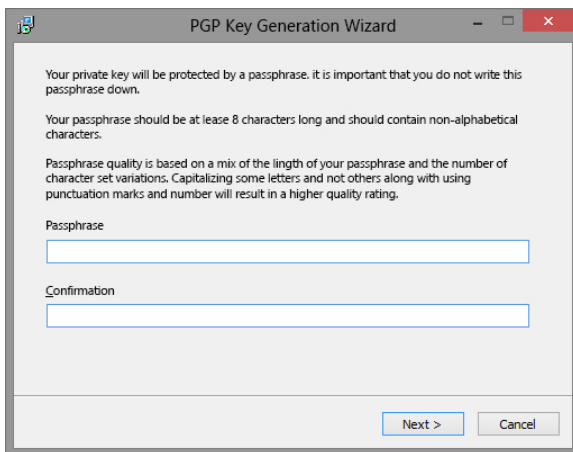 PGP Key Generation Wizard
Your private key will be protected by a passphrase. it is important that you do not write this
passphrase down.
Your passphrase should be at lease 8 characters long and should contain non-alphabetical
characters.
Passphrase quality is based on a mix of the lingth of your passphrase and the number of
character set variations. Capitalizing some letters and not others along with using
punctuation marks and number will result in a higher quality rating.
Passphrase
Confirmation
Next >
Cancel